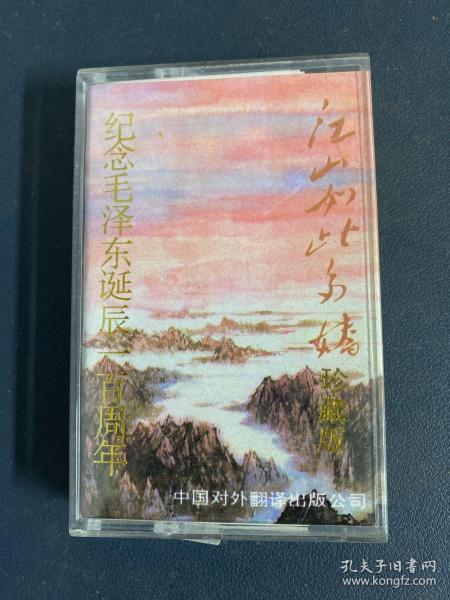 江山如此多娇
珍藏版
纪念毛泽东诞辰一百周年
中国对外翻译出版公司
孔夫子旧书网
www.kongfz.com